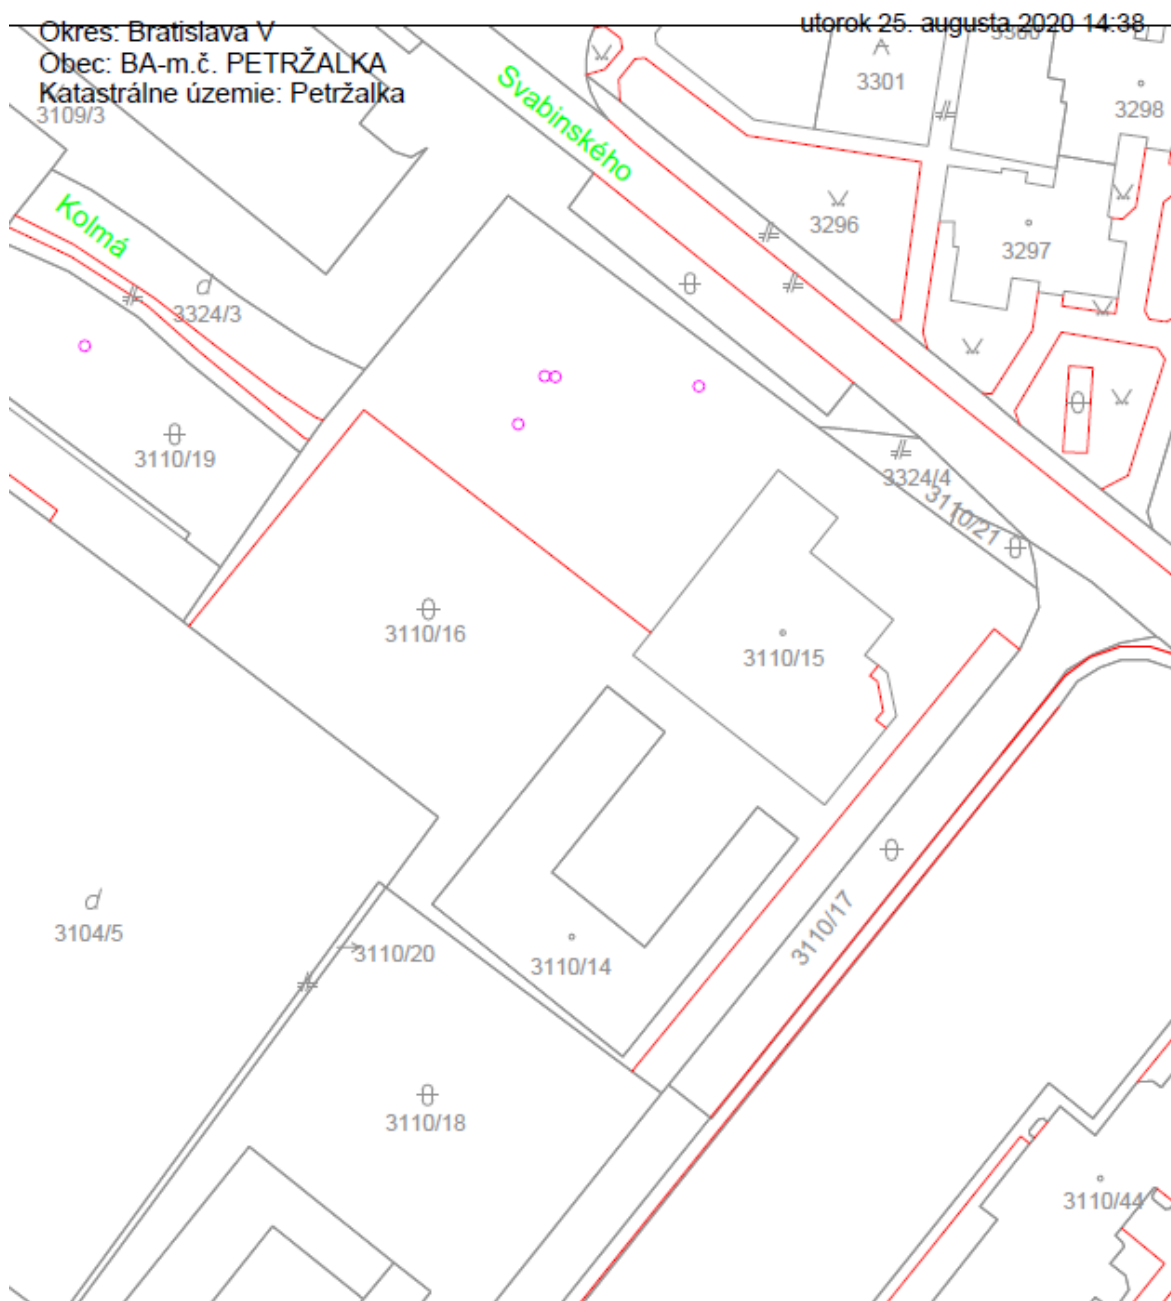 Okres: Bratislava V
utorok 25. augusta 2020 14:38
Obec: BA-m.č. PETRŽALKA
Katastrálne územie: Petržalka
3109/3
Svabinského
3300
3301
3298
Kolmá
3296
3297
d
3324/3
3110/19
3324/4
3110/21
3110/16
3110/15
d
3104/5
3110/20
3110/14
3110/17
3110/18
3110/44